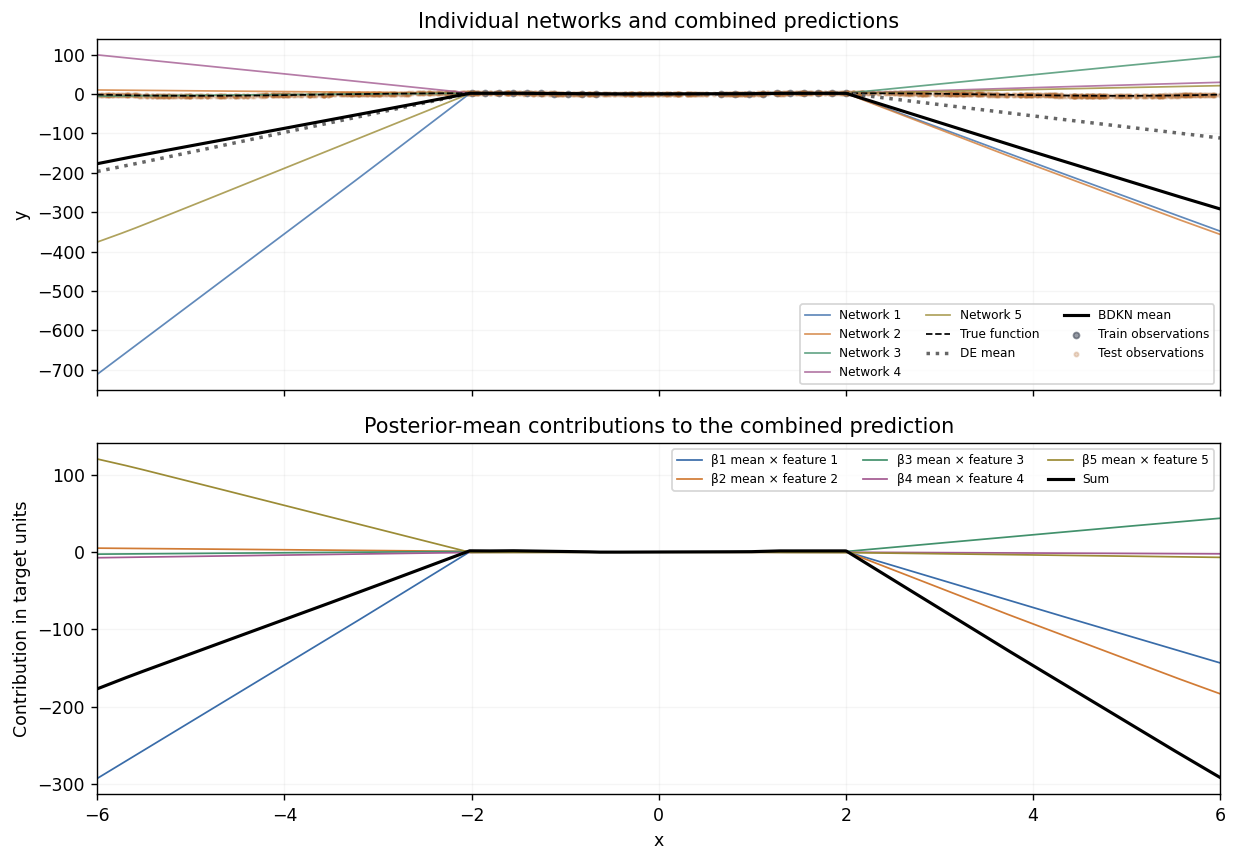 Individual networks and combined predictions
100
0
−100
−200
−300
−400
−500
−600
−700
y
Network 1
Network 2
Network 3
Network 4
Network 5
True function
DE mean
BDKN mean
Train observations
Test observations
Posterior-mean contributions to the combined prediction
100
0
−100
−200
−300
Contribution in target units
β1 mean × feature 1
β2 mean × feature 2
β3 mean × feature 3
β4 mean × feature 4
β5 mean × feature 5
Sum
−6
−4
−2
0
2
4
6
x